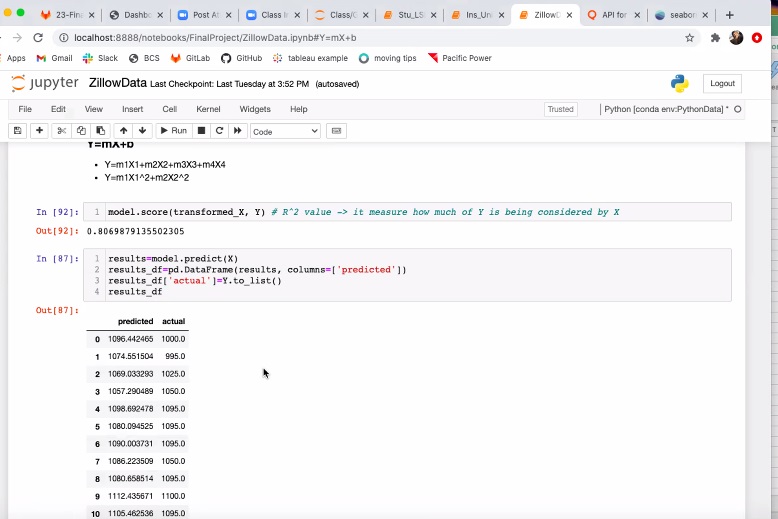 23-Fina
Dashbo
Post At
Class In
Class/C
Stu_LS
Ins_Un
ZillowD
API for
seabor
localhost:8888/notebooks/FinalProject/ZillowData.ipynb#Y=mX+b
Apps Gmail Slack BCS GitLab GitHub tableau example moving tips Pacific Power
jupyter ZillowData Last Checkpoint: Last Tuesday at 3:52 PM (autosaved) Logout
File Edit View Insert Cell Kernel Widgets Help Trusted Python [conda env:PythonData] *
Run Code
Y=mX+b
Y=m1X1+m2X2+m3X3+m4X4
Y=m1X1^2+m2X2^2
In [92]: 1 model.score(transformed_X, Y) # R^2 value -> it measure how much of Y is being considered by X
Out[92]: 0.8069879135502305
In [87]: 1 results=model.predict(X)
2 results_df=pd.DataFrame(results, columns=['predicted'])
3 results_df['actual']=Y.to_list()
4 results_df
Out[87]:
predicted actual
0 1096.442465 1000.0
1 1074.551504 995.0
2 1069.033293 1025.0
3 1057.290489 1050.0
4 1098.692478 1095.0
5 1080.094525 1095.0
6 1090.003731 1095.0
7 1086.223509 1050.0
8 1080.658514 1095.0
9 1112.435671 1100.0
10 1105.462536 1095.0